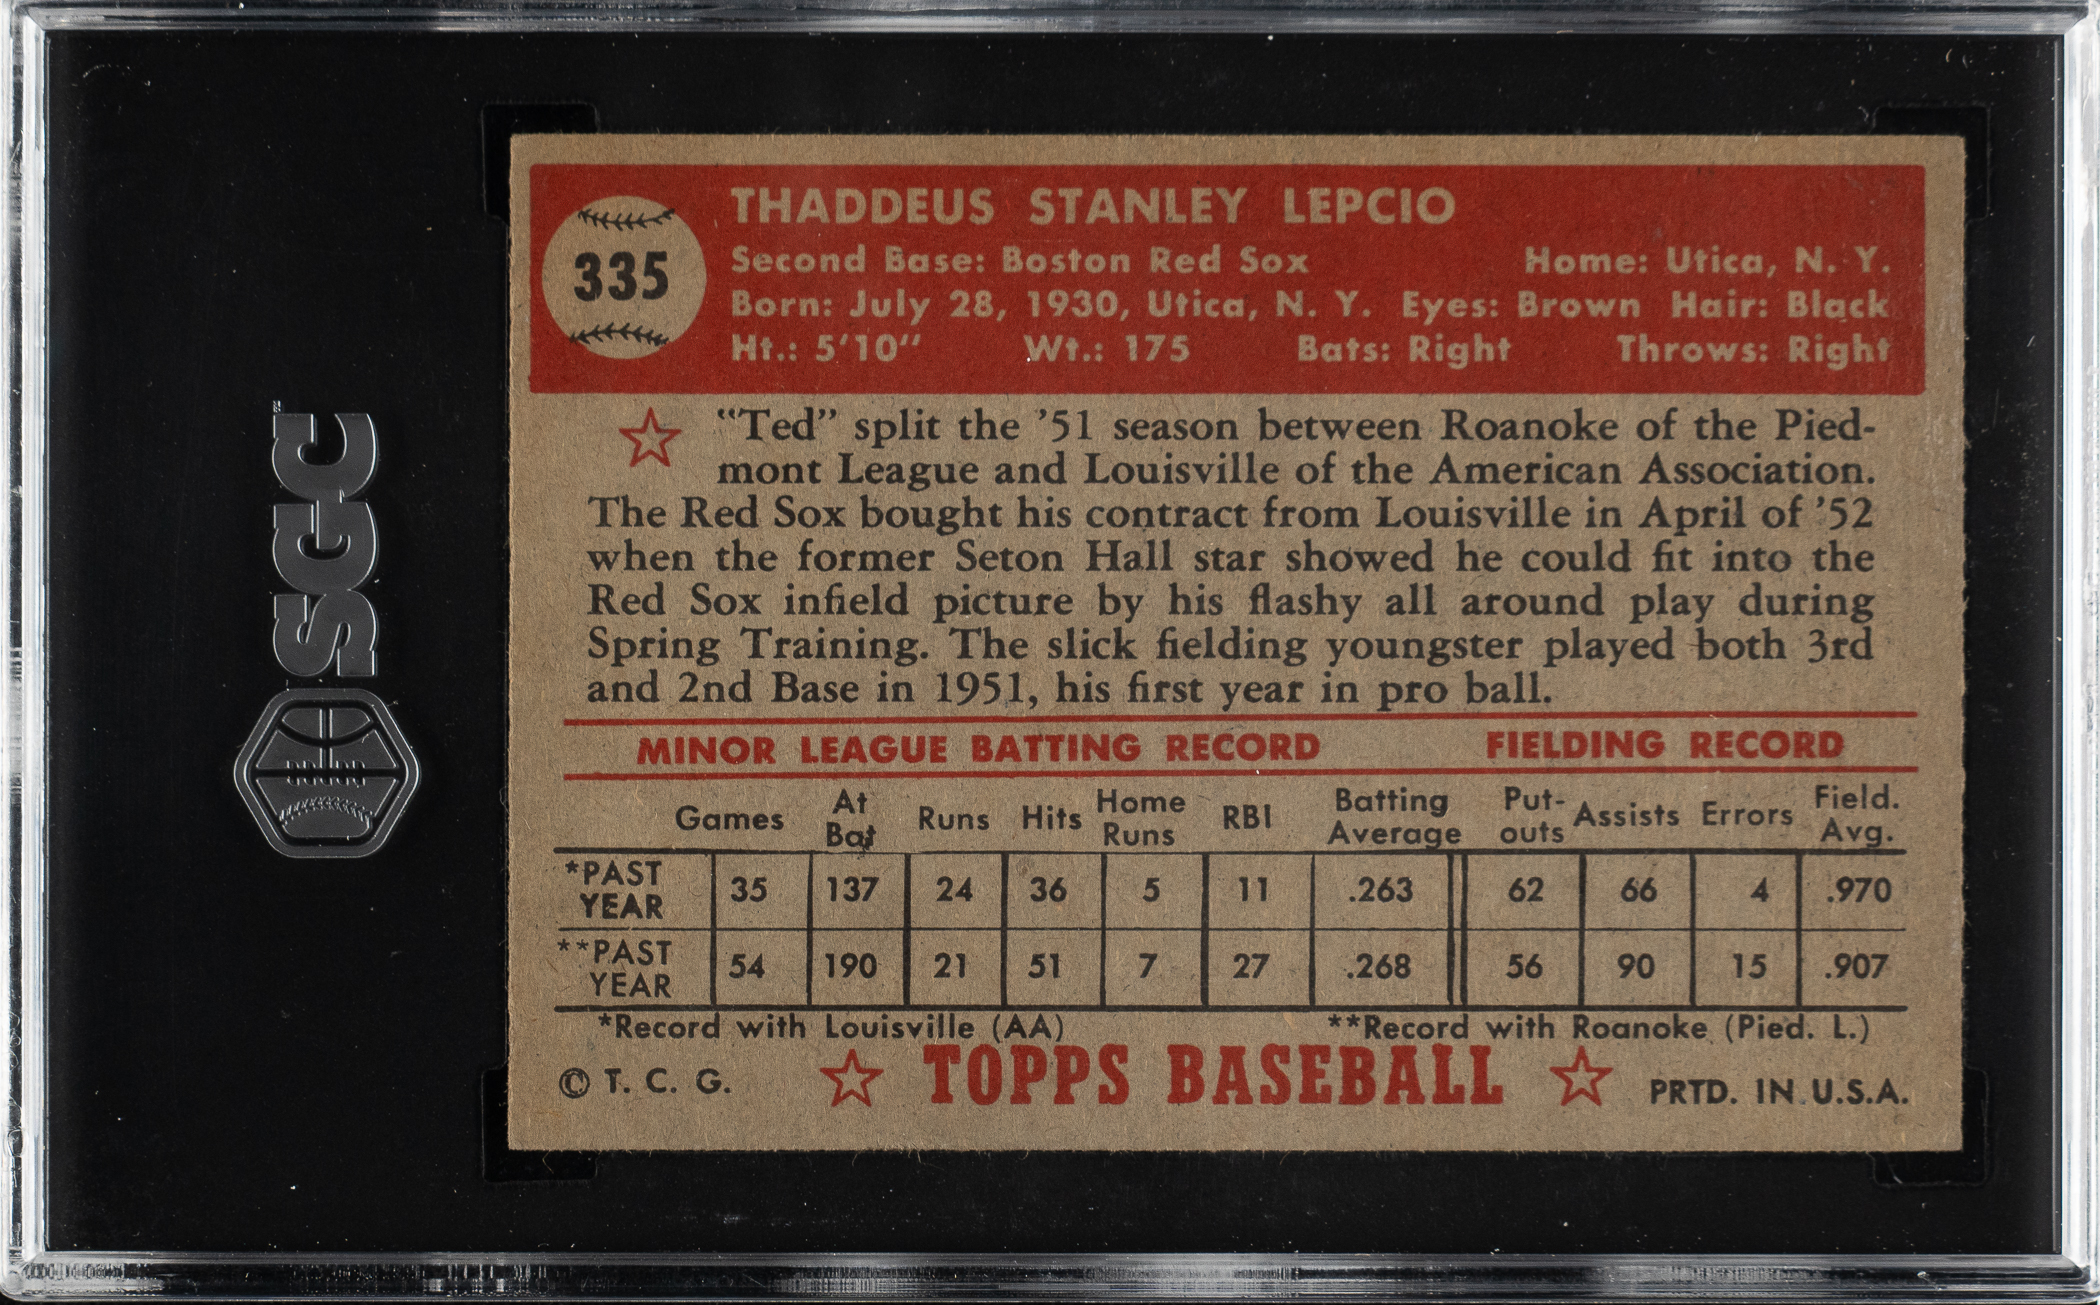 SGC
335
THADDEUS STANLEY LEPCIO
Second Base: Boston Red Sox Home: Utica, N. Y.
Born: July 28, 1930, Utica, N. Y. Eyes: Brown Hair: Black
Ht.: 5'10" Wt.: 175 Bats: Right Throws: Right
"Ted" split the '51 season between Roanoke of the Pied-
mont League and Louisville of the American Association.
The Red Sox bought his contract from Louisville in April of '52
when the former Seton Hall star showed he could fit into the
Red Sox infield picture by his flashy all around play during
Spring Training. The slick fielding youngster played both 3rd
and 2nd Base in 1951, his first year in pro ball.
MINOR LEAGUE BATTING RECORD FIELDING RECORD
Games At Bat Runs Hits Home Runs RBI Batting Average Put-outs Assists Errors Field. Avg.
*PAST YEAR 35 137 24 36 5 11 .263 62 66 4 .970
**PAST YEAR 54 190 21 51 7 27 .268 56 90 15 .907
*Record with Louisville (AA) **Record with Roanoke (Pied. L.)
© T. C. G. TOPPS BASEBALL PRTD. IN U.S.A.